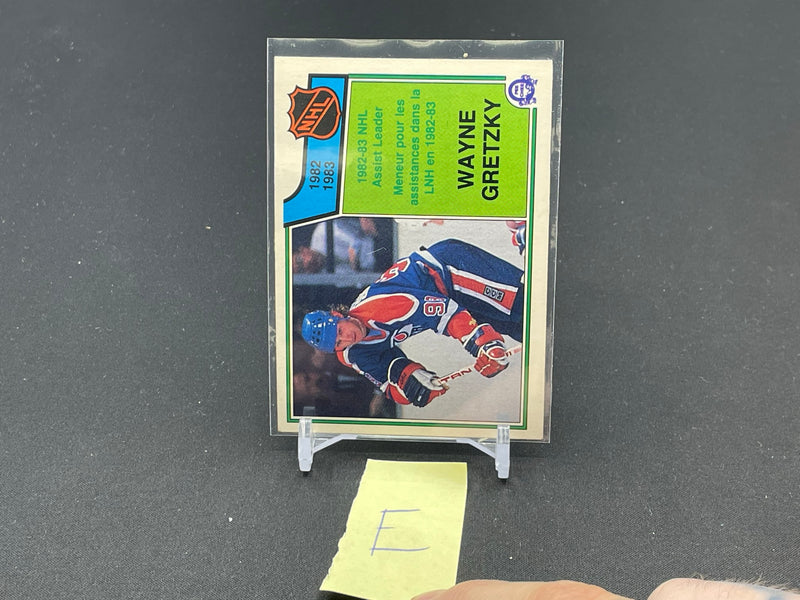 NHL
1982
1983
1982-83 NHL
Assist Leader
Meneur pour les
assistances dans la
LNH en 1982-83
WAYNE
GRETZKY
99
TAN
E